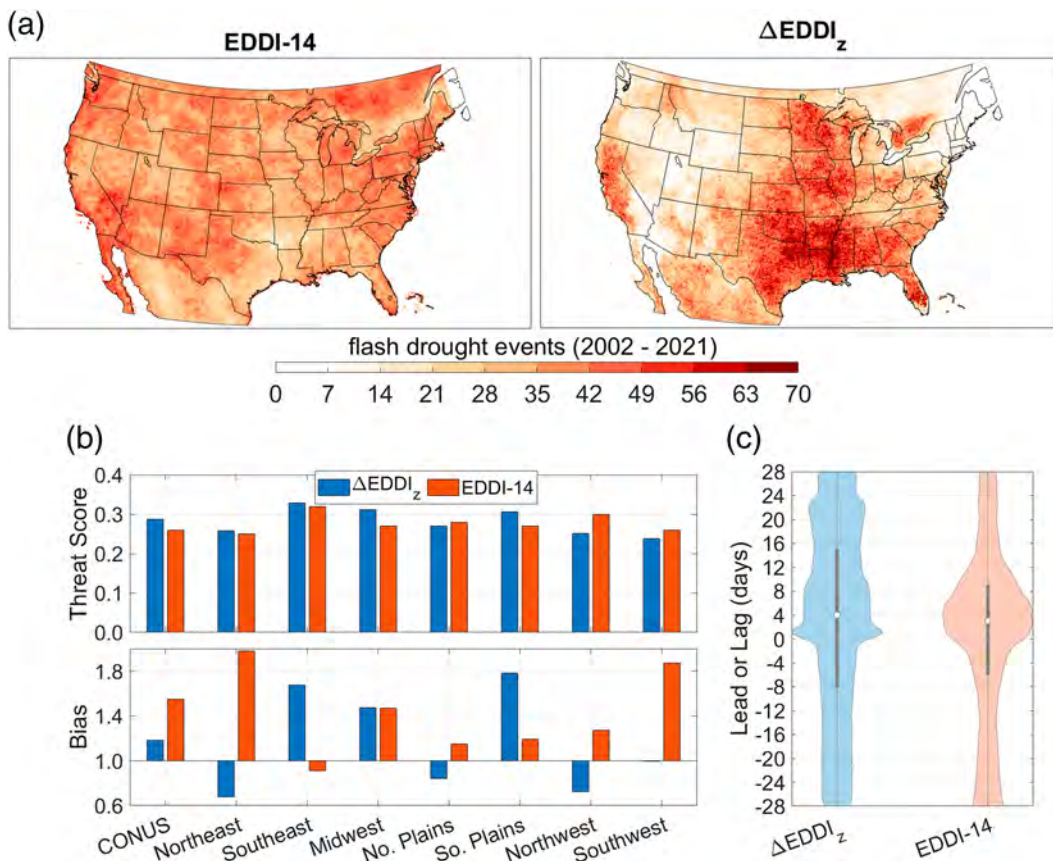 (a)
EDDI-14
ΔEDDIz
flash drought events (2002 - 2021)
0 7 14 21 28 35 42 49 56 63 70
(b)
ΔEDDIz EDDI-14
Threat Score
0.4
0.3
0.2
0.1
0.0
Bias
1.8
1.4
1.0
0.6
CONUS Northeast Southeast Midwest No. Plains So. Plains Northwest Southwest
(c)
Lead or Lag (days)
28
24
20
16
12
8
4
0
-4
-8
-12
-16
-20
-24
-28
ΔEDDIz EDDI-14